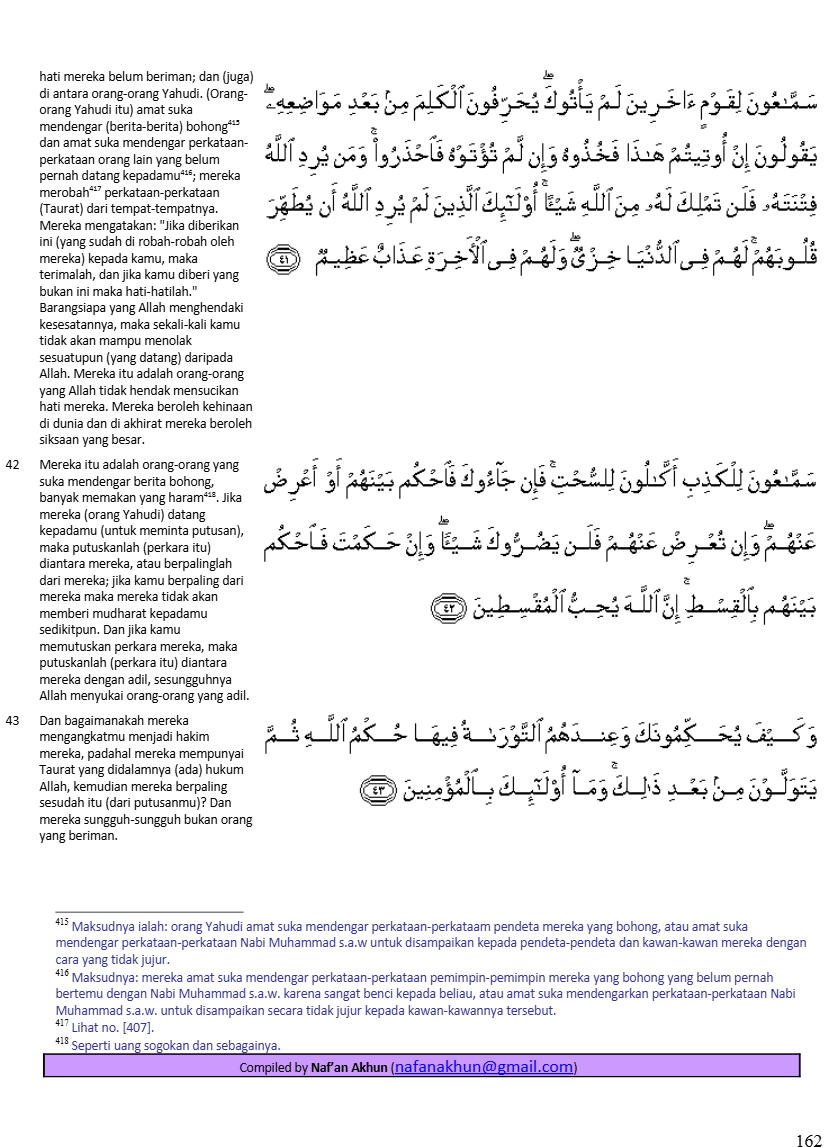 hati mereka belum beriman; dan (juga)
di antara orang-orang Yahudi. (Orang-
orang Yahudi itu) amat suka
mendengar (berita-berita) bohong⁴¹⁵
dan amat suka mendengar perkataan-
perkataan orang lain yang belum
pernah datang kepadamu⁴¹⁶; mereka
merobah⁴¹⁷ perkataan-perkataan
(Taurat) dari tempat-tempatnya.
Mereka mengatakan: "Jika diberikan
ini (yang sudah di robah-robah oleh
mereka) kepada kamu, maka
terimalah, dan jika kamu diberi yang
bukan ini maka hati-hatilah."
Barangsiapa yang Allah menghendaki
kesesatannya, maka sekali-kali kamu
tidak akan mampu menolak
sesuatupun (yang datang) daripada
Allah. Mereka itu adalah orang-orang
yang Allah tidak hendak mensucikan
hati mereka. Mereka beroleh kehinaan
di dunia dan di akhirat mereka beroleh
siksaan yang besar.
سَمَّـٰعُونَ لِقَوْمٍ ءَاخَرِينَ لَمْ يَأْتُوكَ ۖ يُحَرِّفُونَ ٱلْكَلِمَ مِنۢ بَعْدِ مَوَاضِعِهِۦ ۖ
يَقُولُونَ إِنْ أُوتِيتُمْ هَـٰذَا فَخُذُوهُ وَإِن لَّمْ تُؤْتَوْهُ فَٱحْذَرُوا۟ ۚ وَمَن يُرِدِ ٱللَّهُ
فِتْنَتَهُۥ فَلَن تَمْلِكَ لَهُۥ مِنَ ٱللَّهِ شَيْـًٔا ۚ أُو۟لَـٰٓئِكَ ٱلَّذِينَ لَمْ يُرِدِ ٱللَّهُ أَن يُطَهِّرَ
قُلُوبَهُمْ ۚ لَهُمْ فِى ٱلدُّنْيَا خِزْىٌ ۖ وَلَهُمْ فِى ٱلْأَخِرَةِ عَذَابٌ عَظِيمٌ ٤١
42 Mereka itu adalah orang-orang yang
suka mendengar berita bohong,
banyak memakan yang haram⁴¹⁸. Jika
mereka (orang Yahudi) datang
kepadamu (untuk meminta putusan),
maka putuskanlah (perkara itu)
diantara mereka, atau berpalinglah
dari mereka; jika kamu berpaling dari
mereka maka mereka tidak akan
memberi mudharat kepadamu
sedikitpun. Dan jika kamu
memutuskan perkara mereka, maka
putuskanlah (perkara itu) diantara
mereka dengan adil, sesungguhnya
Allah menyukai orang-orang yang adil.
سَمَّـٰعُونَ لِلْكَذِبِ أَكَّـٰلُونَ لِلسُّحْتِ ۚ فَإِن جَآءُوكَ فَٱحْكُم بَيْنَهُمْ أَوْ أَعْرِضْ
عَنْهُمْ ۖ وَإِن تُعْرِضْ عَنْهُمْ فَلَن يَضُرُّوكَ شَيْـًٔا ۖ وَإِنْ حَكَمْتَ فَٱحْكُم
بَيْنَهُم بِٱلْقِسْطِ ۚ إِنَّ ٱللَّهَ يُحِبُّ ٱلْمُقْسِطِينَ ٤٢
43 Dan bagaimanakah mereka
mengangkatmu menjadi hakim
mereka, padahal mereka mempunyai
Taurat yang didalamnya (ada) hukum
Allah, kemudian mereka berpaling
sesudah itu (dari putusanmu)? Dan
mereka sungguh-sungguh bukan orang
yang beriman.
وَكَيْفَ يُحَكِّمُونَكَ وَعِندَهُمُ ٱلتَّوْرَىٰةُ فِيهَا حُكْمُ ٱللَّهِ ثُمَّ
يَتَوَلَّوْنَ مِنۢ بَعْدِ ذَٰلِكَ ۚ وَمَآ أُو۟لَـٰٓئِكَ بِٱلْمُؤْمِنِينَ ٤٣
⁴¹⁵ Maksudnya ialah: orang Yahudi amat suka mendengar perkataan-perkataam pendeta mereka yang bohong, atau amat suka
mendengar perkataan-perkataan Nabi Muhammad s.a.w untuk disampaikan kepada pendeta-pendeta dan kawan-kawan mereka dengan
cara yang tidak jujur.
⁴¹⁶ Maksudnya: mereka amat suka mendengar perkataan-perkataan pemimpin-pemimpin mereka yang bohong yang belum pernah
bertemu dengan Nabi Muhammad s.a.w. karena sangat benci kepada beliau, atau amat suka mendengarkan perkataan-perkataan Nabi
Muhammad s.a.w. untuk disampaikan secara tidak jujur kepada kawan-kawannya tersebut.
⁴¹⁷ Lihat no. [407].
⁴¹⁸ Seperti uang sogokan dan sebagainya.
Compiled by Naf’an Akhun (nafanakhun@gmail.com)
162